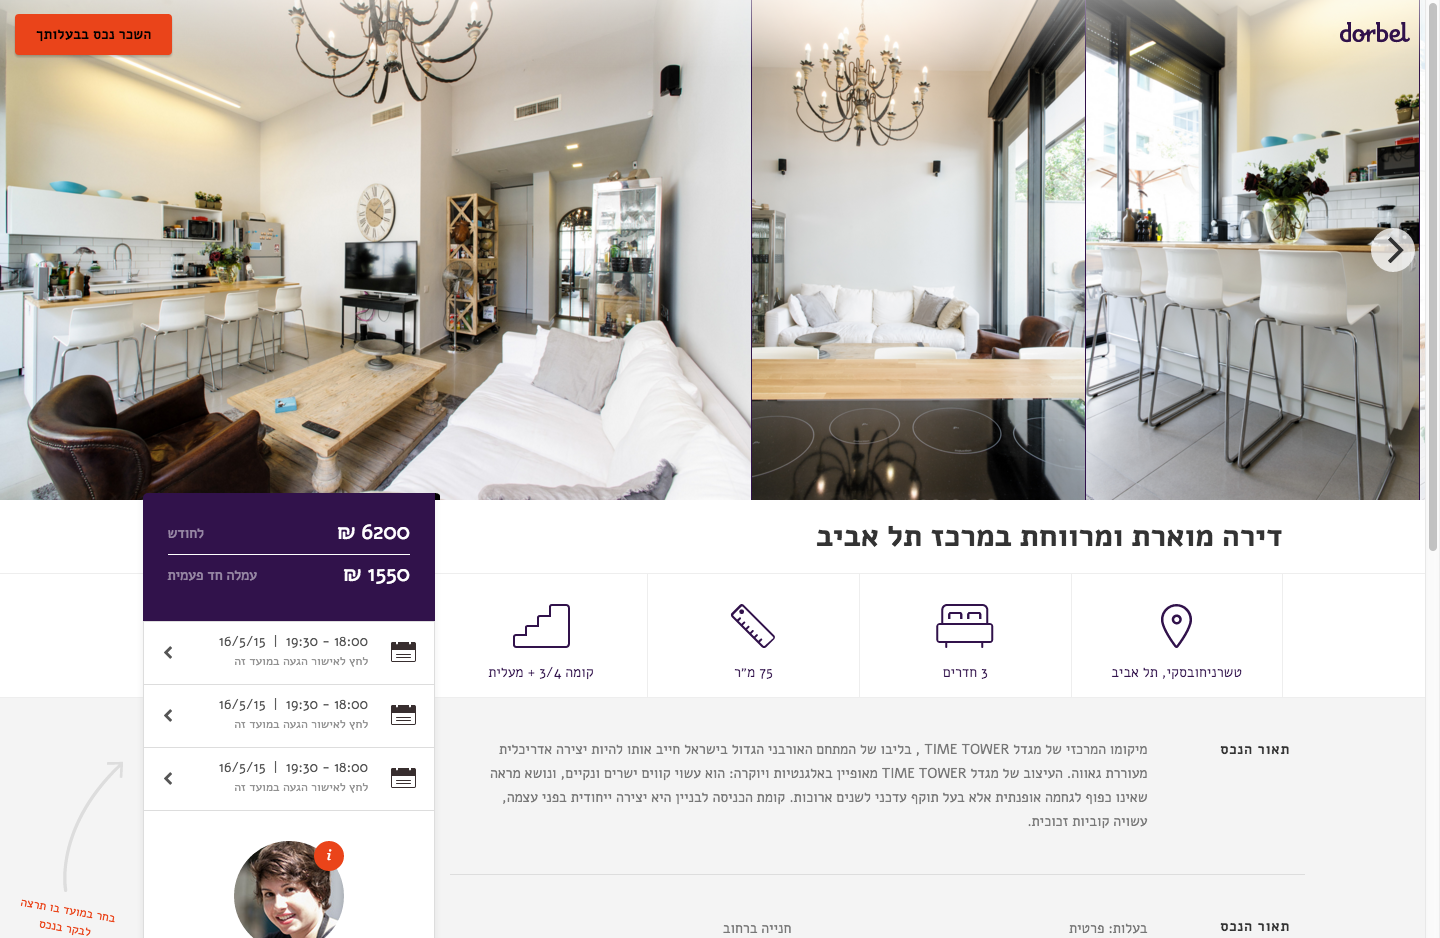 dorbel
השכר נכס בבעלותך
דירה מוארת ומרווחת במרכז תל אביב
טשרניחובסקי, תל אביב
3 חדרים
75 מ"ר
קומה 3/4 + מעלית
6200 ₪ לחודש
1550 ₪ עמלה חד פעמית
18:00 - 19:30 | 16/5/15
לחץ לאישור הגעה במועד זה
18:00 - 19:30 | 16/5/15
לחץ לאישור הגעה במועד זה
18:00 - 19:30 | 16/5/15
לחץ לאישור הגעה במועד זה
i
בחר במועד בו תרצה
לבקר בנכס
תאור הנכס
מיקומו המרכזי של מגדל TIME TOWER , בליבו של המתחם האורבני הגדול בישראל חייב אותו להיות יצירה אדריכלית
מעוררת גאווה. העיצוב של מגדל TIME TOWER מאופיין באלגנטיות ויוקרה: הוא עשוי קווים ישרים ונקיים, ונושא מראה
שאינו כפוף לגחמה אופנתית אלא בעל תוקף עדכני לשנים ארוכות. קומת הכניסה לבניין היא יצירה ייחודית בפני עצמה,
עשויה קוביות זכוכית.
תאור הנכס
בעלות: פרטית
חנייה ברחוב